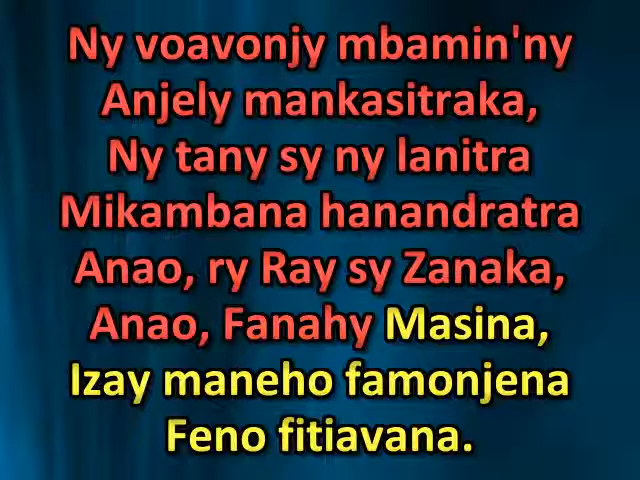 Ny voavonjy mbamin'ny
Anjely mankasitraka,
Ny tany sy ny lanitra
Mikambana hanandratra
Anao, ry Ray sy Zanaka,
Anao, Fanahy Masina,
Izay maneho famonjena
Feno fitiavana.